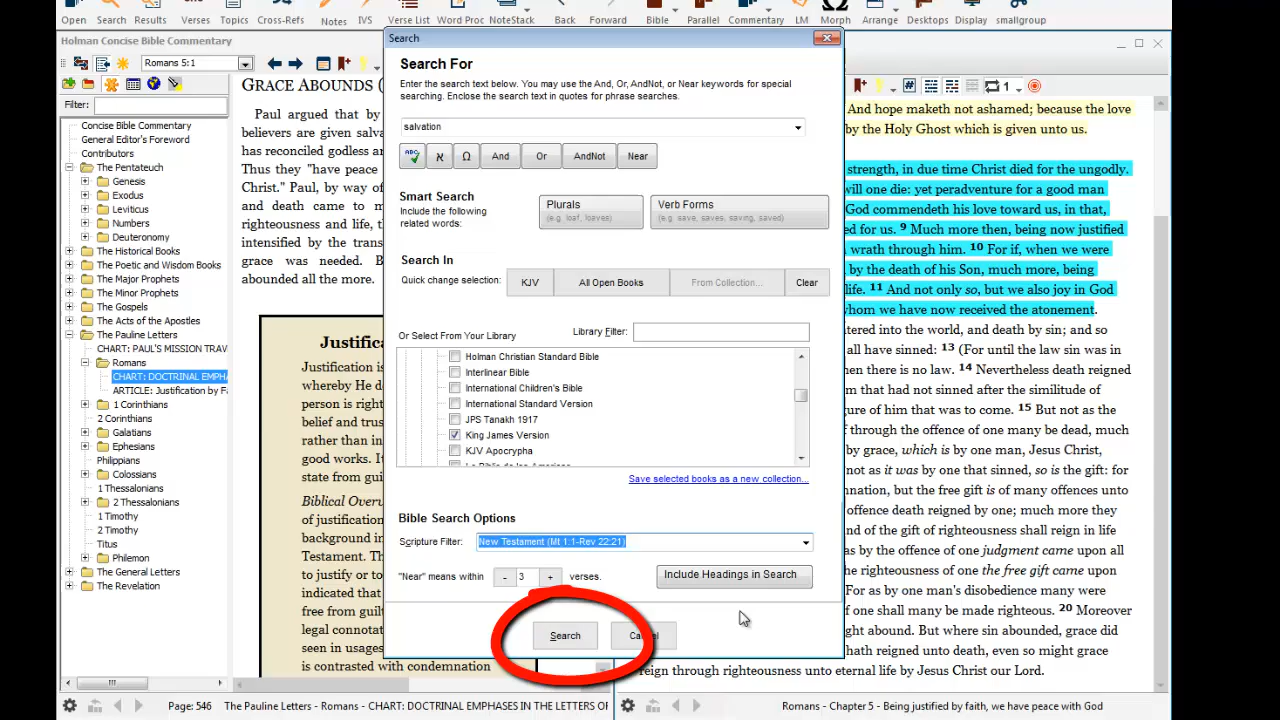 Open Search Results Verses Topics Cross-Refs Notes IVS Verse List Word Proc NoteStack Back Forward Bible Parallel Commentary LM Morph Arrange Desktops Display smallgroup
Holman Concise Bible Commentary
Romans 5:1
Filter:
Concise Bible Commentary
General Editor's Foreword
Contributors
The Pentateuch
Genesis
Exodus
Leviticus
Numbers
Deuteronomy
The Historical Books
The Poetic and Wisdom Books
The Major Prophets
The Minor Prophets
The Gospels
The Acts of the Apostles
The Pauline Letters
CHART: PAUL'S MISSION TRAV
Romans
CHART: DOCTRINAL EMPHA
ARTICLE: Justification by F
1 Corinthians
2 Corinthians
Galatians
Ephesians
Philippians
Colossians
1 Thessalonians
2 Thessalonians
1 Timothy
2 Timothy
Titus
Philemon
The General Letters
The Revelation
GRACE ABOUNDS (
Paul argued that by
believers are given salva
has reconciled godless a
Thus they "have peace
Christ." Paul, by way of
and death came to m
righteousness and life, t
intensified by the trans
grace was needed. B
abounded all the more.
Justifica
Justification is
whereby He d
person is right
belief and trus
rather than in
good works. It
state from gui
Biblical Overv
of justification
background in
Testament. The
to justify or to
indicated that
free from guilt
legal connotat
seen in usages
is contrasted with condemnation
Search
Search For
Enter the search text below. You may use the And, Or, AndNot, or Near keywords for special
searching. Enclose the search text in quotes for phrase searches.
salvation
ABC א Ω And Or AndNot Near
Smart Search
Include the following
related words:
Plurals
(e.g. loaf, loaves)
Verb Forms
(e.g. save, saves, saving, saved)
Search In
Quick change selection: KJV All Open Books From Collection... Clear
Or Select From Your Library Library Filter:
Holman Christian Standard Bible
Interlinear Bible
International Children's Bible
International Standard Version
JPS Tanakh 1917
King James Version
KJV Apocrypha
Save selected books as a new collection...
Bible Search Options
Scripture Filter: New Testament (Mt 1:1-Rev 22:21)
"Near" means within - 3 + verses. Include Headings in Search
Search Cancel
# 1
And hope maketh not ashamed; because the love
by the Holy Ghost which is given unto us.
strength, in due time Christ died for the ungodly.
will one die: yet peradventure for a good man
God commendeth his love toward us, in that,
ed for us. 9 Much more then, being now justified
wrath through him. 10 For if, when we were
by the death of his Son, much more, being
life. 11 And not only so, but we also joy in God
whom we have now received the atonement.
tered into the world, and death by sin; and so
all have sinned: 13 (For until the law sin was in
hen there is no law. 14 Nevertheless death reigned
m that had not sinned after the similitude of
gure of him that was to come. 15 But not as the
f through the offence of one many be dead, much
by grace, which is by one man, Jesus Christ,
not as it was by one that sinned, so is the gift: for
nnation, but the free gift is of many offences unto
offence death reigned by one; much more they
nd of the gift of righteousness shall reign in life
as by the offence of one judgment came upon all
he righteousness of one the free gift came upon
For as by one man's disobedience many were
of one shall many be made righteous. 20 Moreover
ght abound. But where sin abounded, grace did
hath reigned unto death, even so might grace
reign through righteousness unto eternal life by Jesus Christ our Lord.
Page: 546 The Pauline Letters - Romans - CHART: DOCTRINAL EMPHASES IN THE LETTERS OF
Romans - Chapter 5 - Being justified by faith, we have peace with God